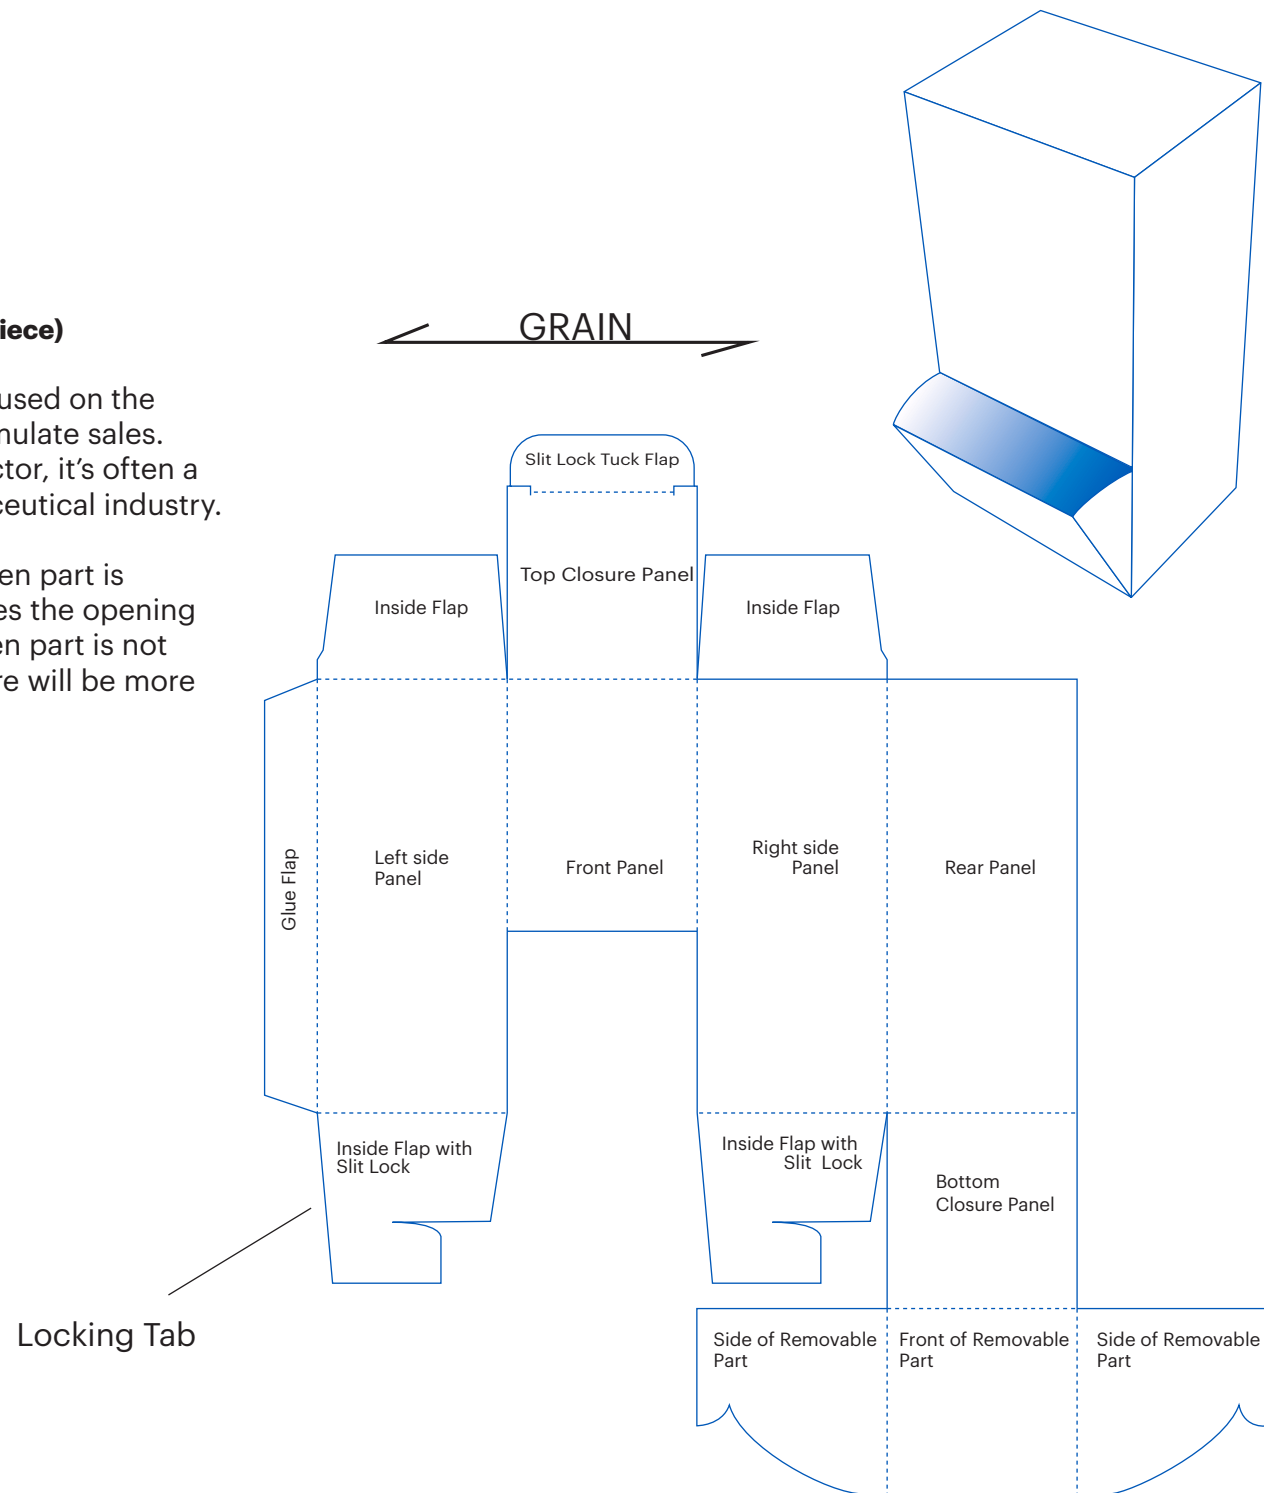 iece)
used on the
nulate sales.
ctor, it's often a
ceutical industry.
en part is
es the opening
en part is not
re will be more
GRAIN
Slit Lock Tuck Flap
Top Closure Panel
Inside Flap
Inside Flap
Glue Flap
Left side
Panel
Front Panel
Right side
Panel
Rear Panel
Inside Flap with
Slit Lock
Inside Flap with
Slit Lock
Bottom
Closure Panel
Locking Tab
Side of Removable
Part
Front of Removable
Part
Side of Removable
Part